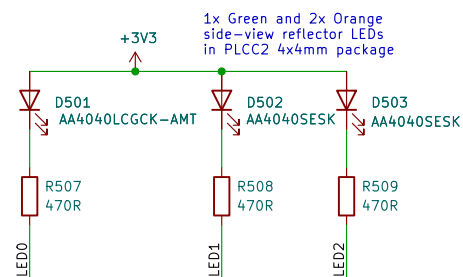 1x Green and 2x Orange
side-view reflector LEDs
in PLCC2 4x4mm package
+3V3
D501
AA4040LCGCK-AMT
D502
AA4040SESK
D503
AA4040SESK
R507
470R
R508
470R
R509
470R
LED0
LED1
LED2